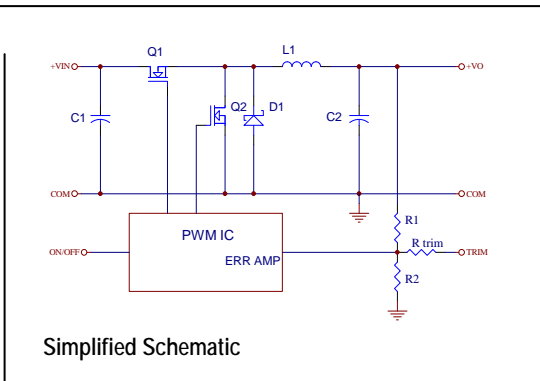 Q1
L1
+VIN
+VO
C1
Q2
D1
C2
COM
COM
R1
PWM IC
R trim
ON/OFF
TRIM
ERR AMP
R2
Simplified Schematic